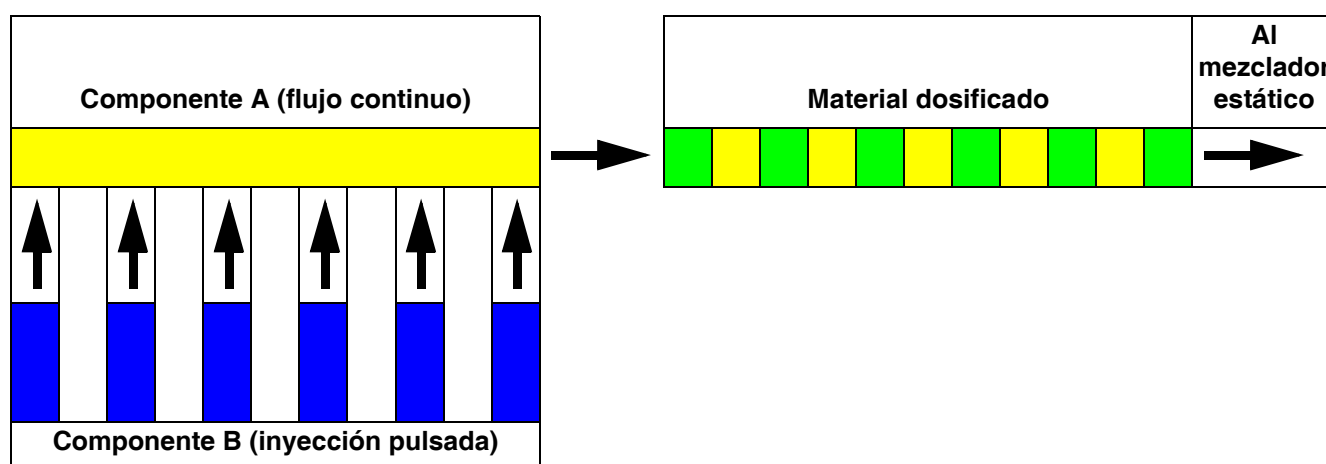 Componente A (flujo continuo)
Material dosificado
Al
mezclador
estático
Componente B (inyección pulsada)